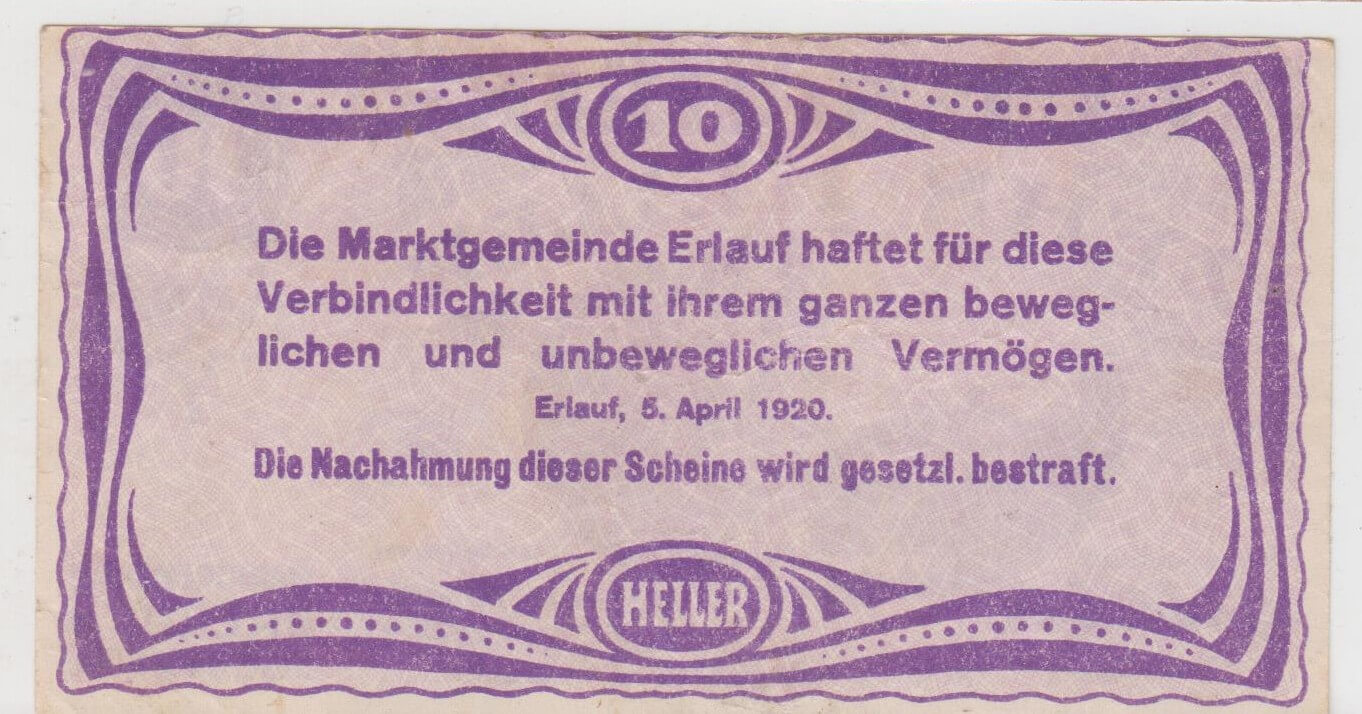 10
Die Marktgemeinde Erlauf haftet für diese
Verbindlichkeit mit ihrem ganzen beweg-
lichen und unbeweglichen Vermögen.
Erlauf, 5. April 1920.
Die Nachahmung dieser Scheine wird gesetzl. bestraft.
HELLER